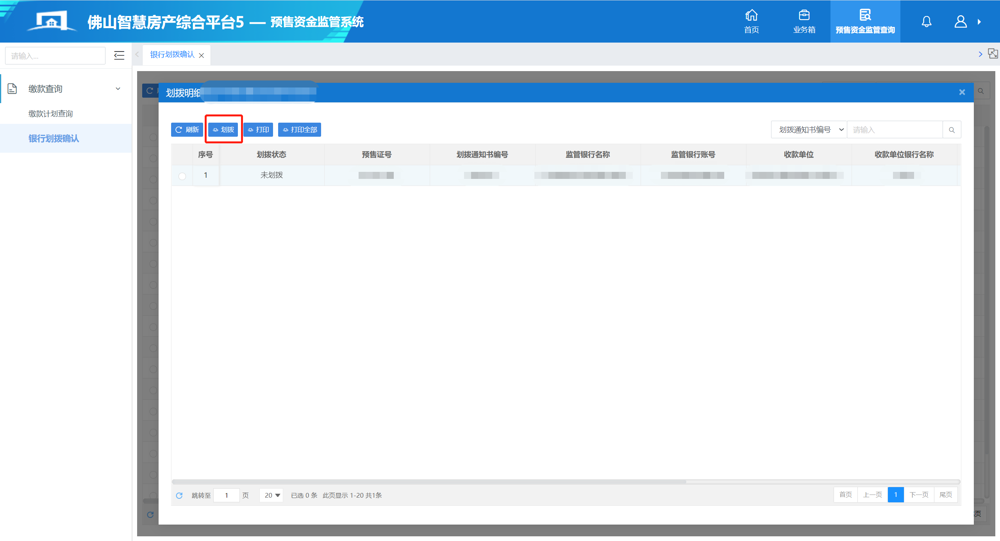 佛山智慧房产综合平台5 — 预售资金监管系统
首页
业务箱
预售资金监管查询
请输入...
银行划拨确认
缴款查询
缴款计划查询
银行划拨确认
划拨明细
刷新
划拨
打印
打印全部
划拨通知书编号
请输入
序号 划拨状态 预售证号 划拨通知书编号 监管银行名称 监管银行账号 收款单位 收款单位银行名称
1 未划拨
跳转至 1 页 20 已选 0 条 此页显示 1-20 共1条
首页 上一页 1 下一页 尾页
页